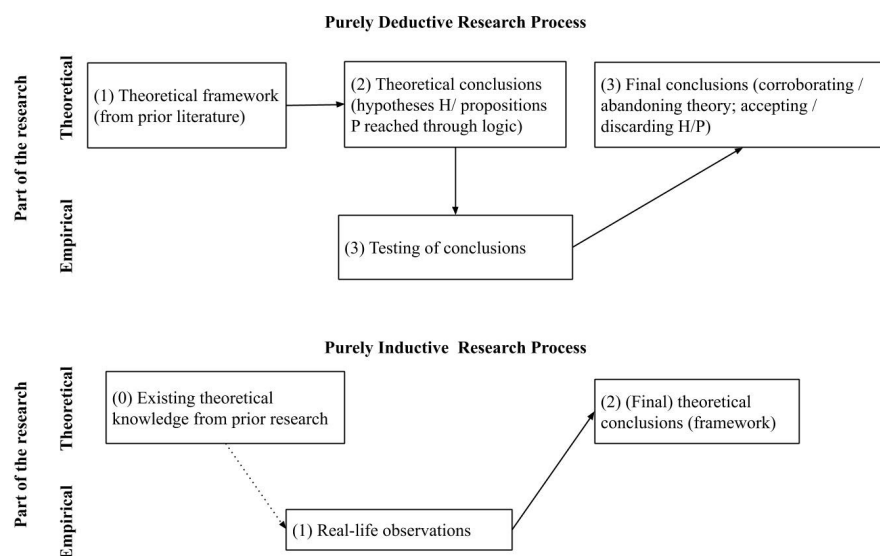 Purely Deductive Research Process
Part of the research
Theoretical
Empirical
(1) Theoretical framework
(from prior literature)
(2) Theoretical conclusions
(hypotheses H/ propositions
P reached through logic)
(3) Final conclusions (corroborating /
abandoning theory; accepting /
discarding H/P)
(3) Testing of conclusions
Purely Inductive Research Process
Part of the research
Theoretical
Empirical
(0) Existing theoretical
knowledge from prior research
(2) (Final) theoretical
conclusions (framework)
(1) Real-life observations